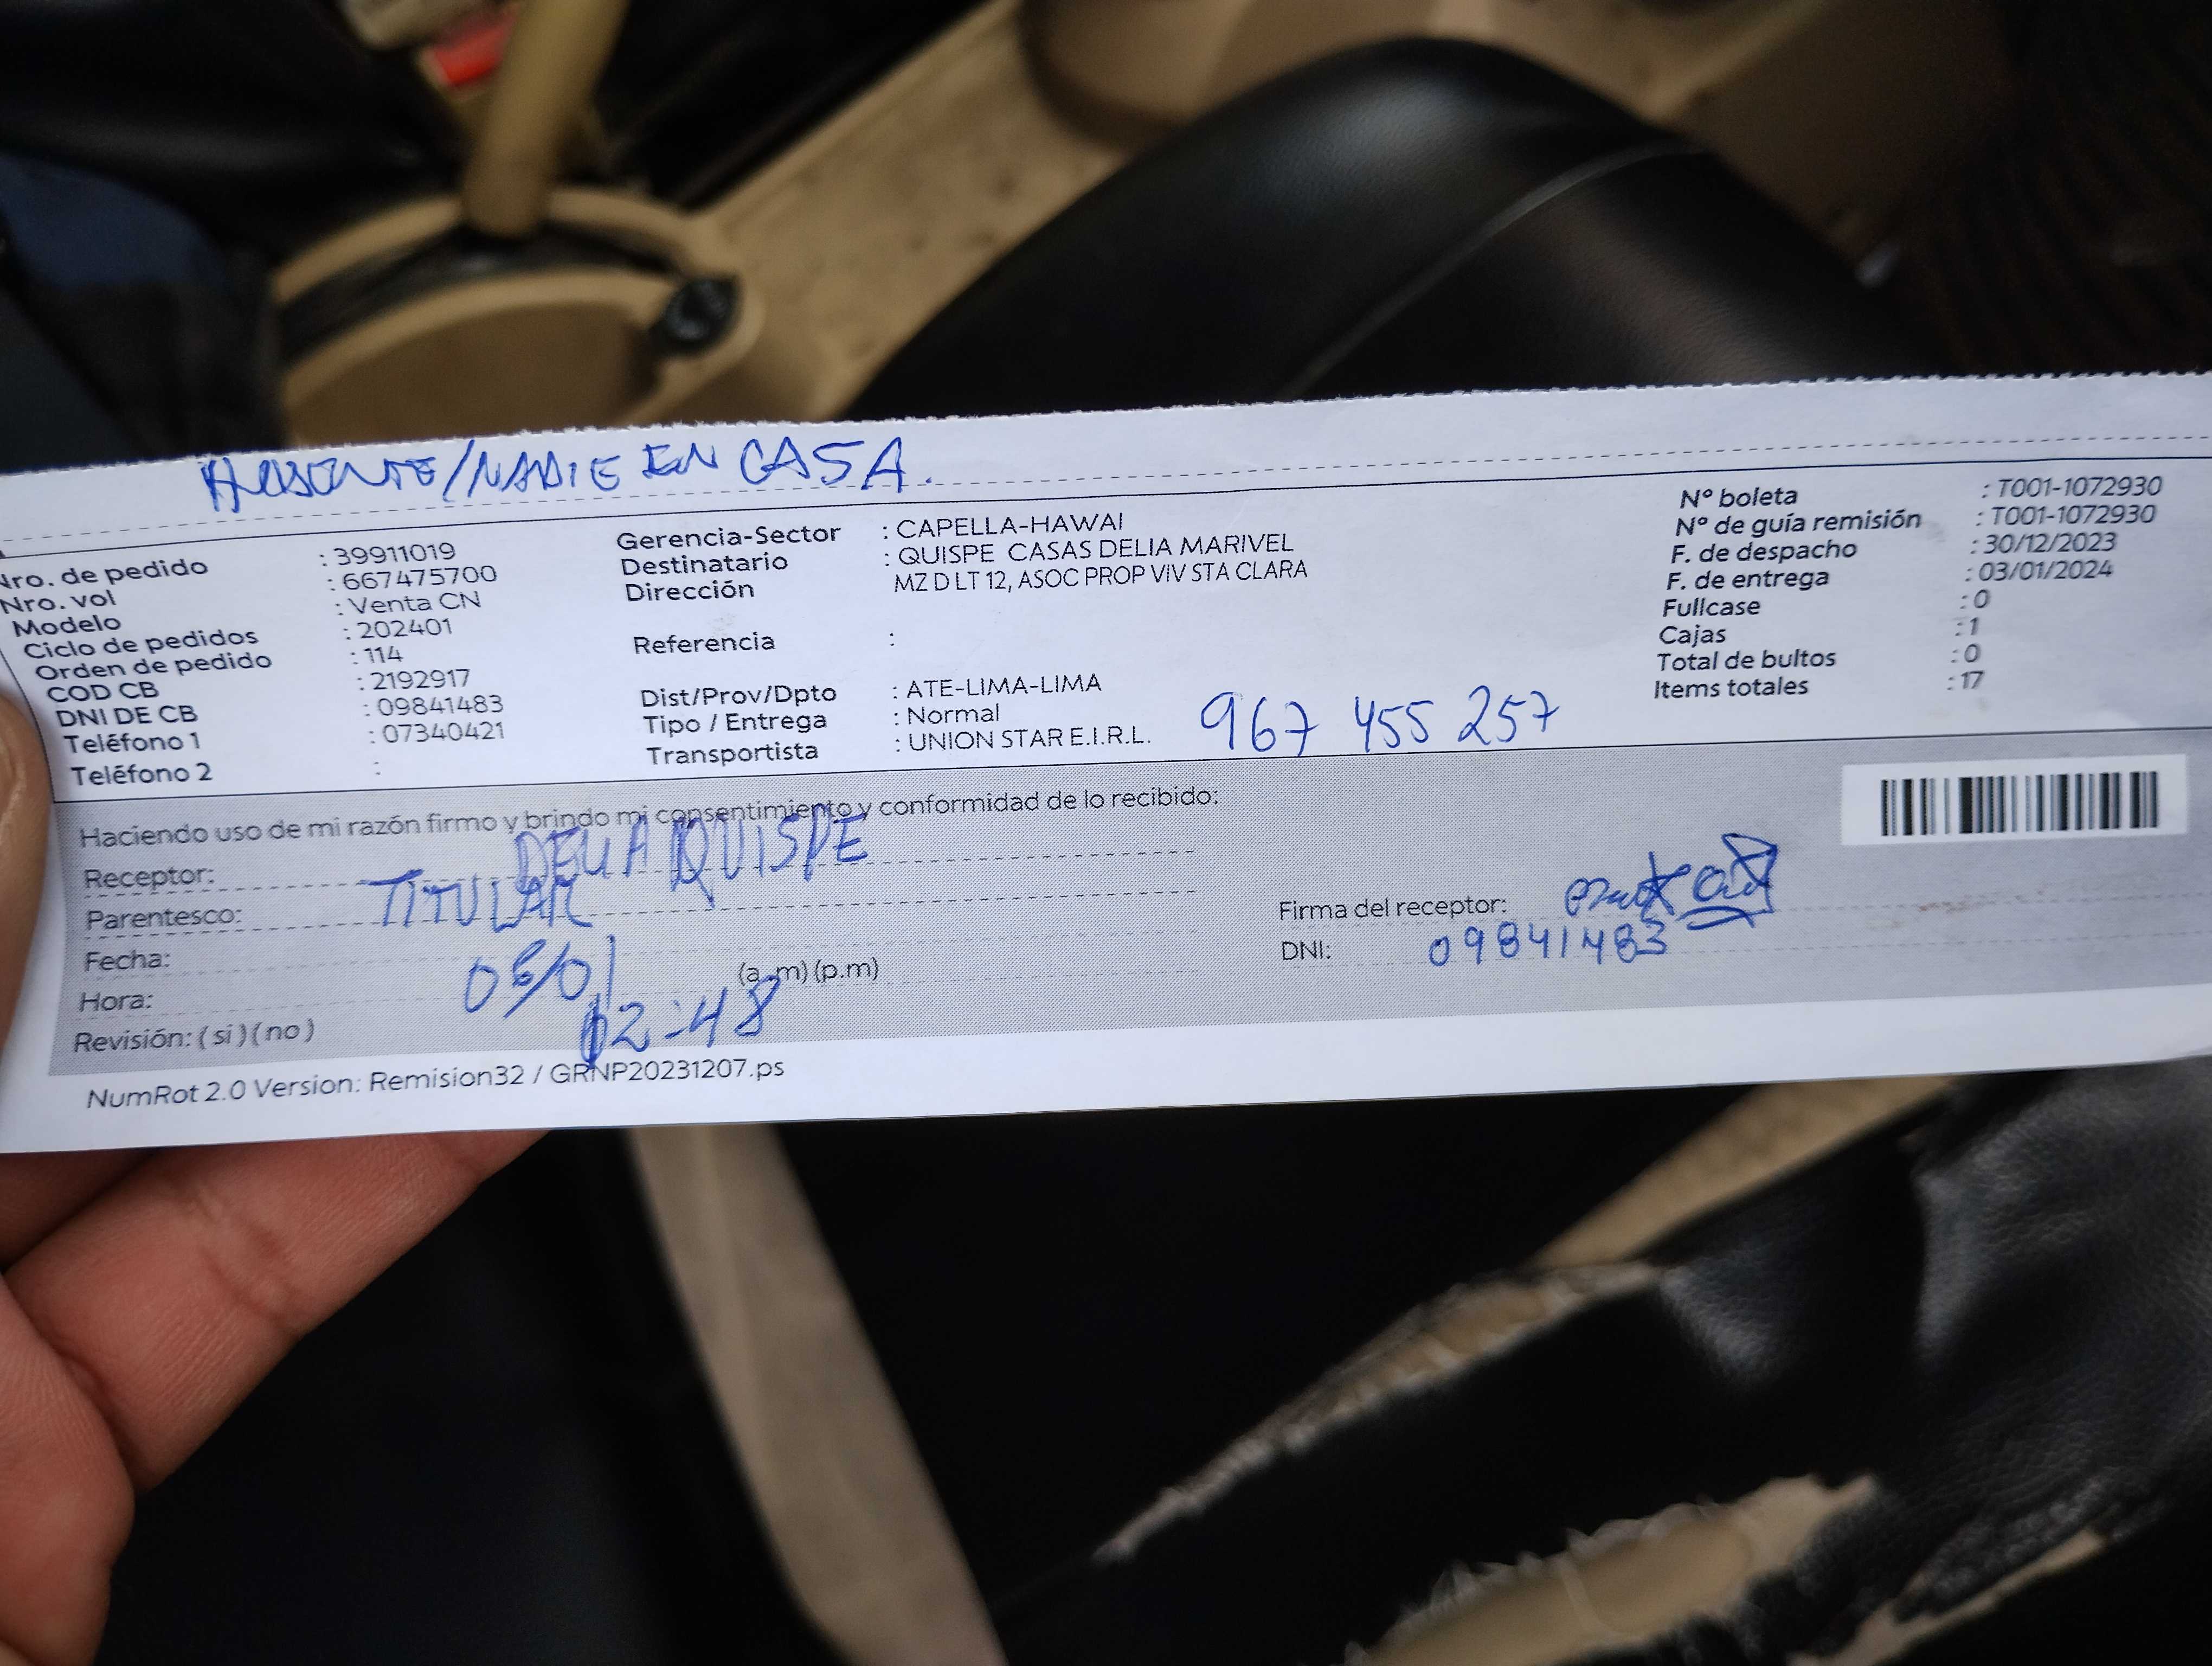 AUSENTE/NADIE EN CASA.
Nro. de pedido : 39911019
Nro. vol : 667475700
Modelo : Venta CN
Ciclo de pedidos : 202401
Orden de pedido : 114
COD CB : 2192917
DNI DE CB : 09841483
Teléfono 1 : 07340421
Teléfono 2 :
Gerencia-Sector : CAPELLA-HAWAI
Destinatario : QUISPE CASAS DELIA MARIVEL
Dirección MZ D LT 12, ASOC PROP VIV STA CLARA
Referencia :
Dist/Prov/Dpto : ATE-LIMA-LIMA
Tipo / Entrega : Normal
Transportista : UNION STAR E.I.R.L.
967 455 257
N° boleta : T001-1072930
N° de guía remisión : T001-1072930
F. de despacho : 30/12/2023
F. de entrega : 03/01/2024
Fullcase : 0
Cajas : 1
Total de bultos : 0
Items totales : 17
Haciendo uso de mi razón firmo y brindo mi consentimiento y conformidad de lo recibido:
Receptor: DELIA QUISPE
Parentesco: TITULAR
Fecha: /01
Hora: 12:48 (a.m) (p.m)
Revisión: ( si ) ( no )
Firma del receptor:
DNI: 09841483
NumRot 2.0 Version: Remision32 / GRNP20231207.ps